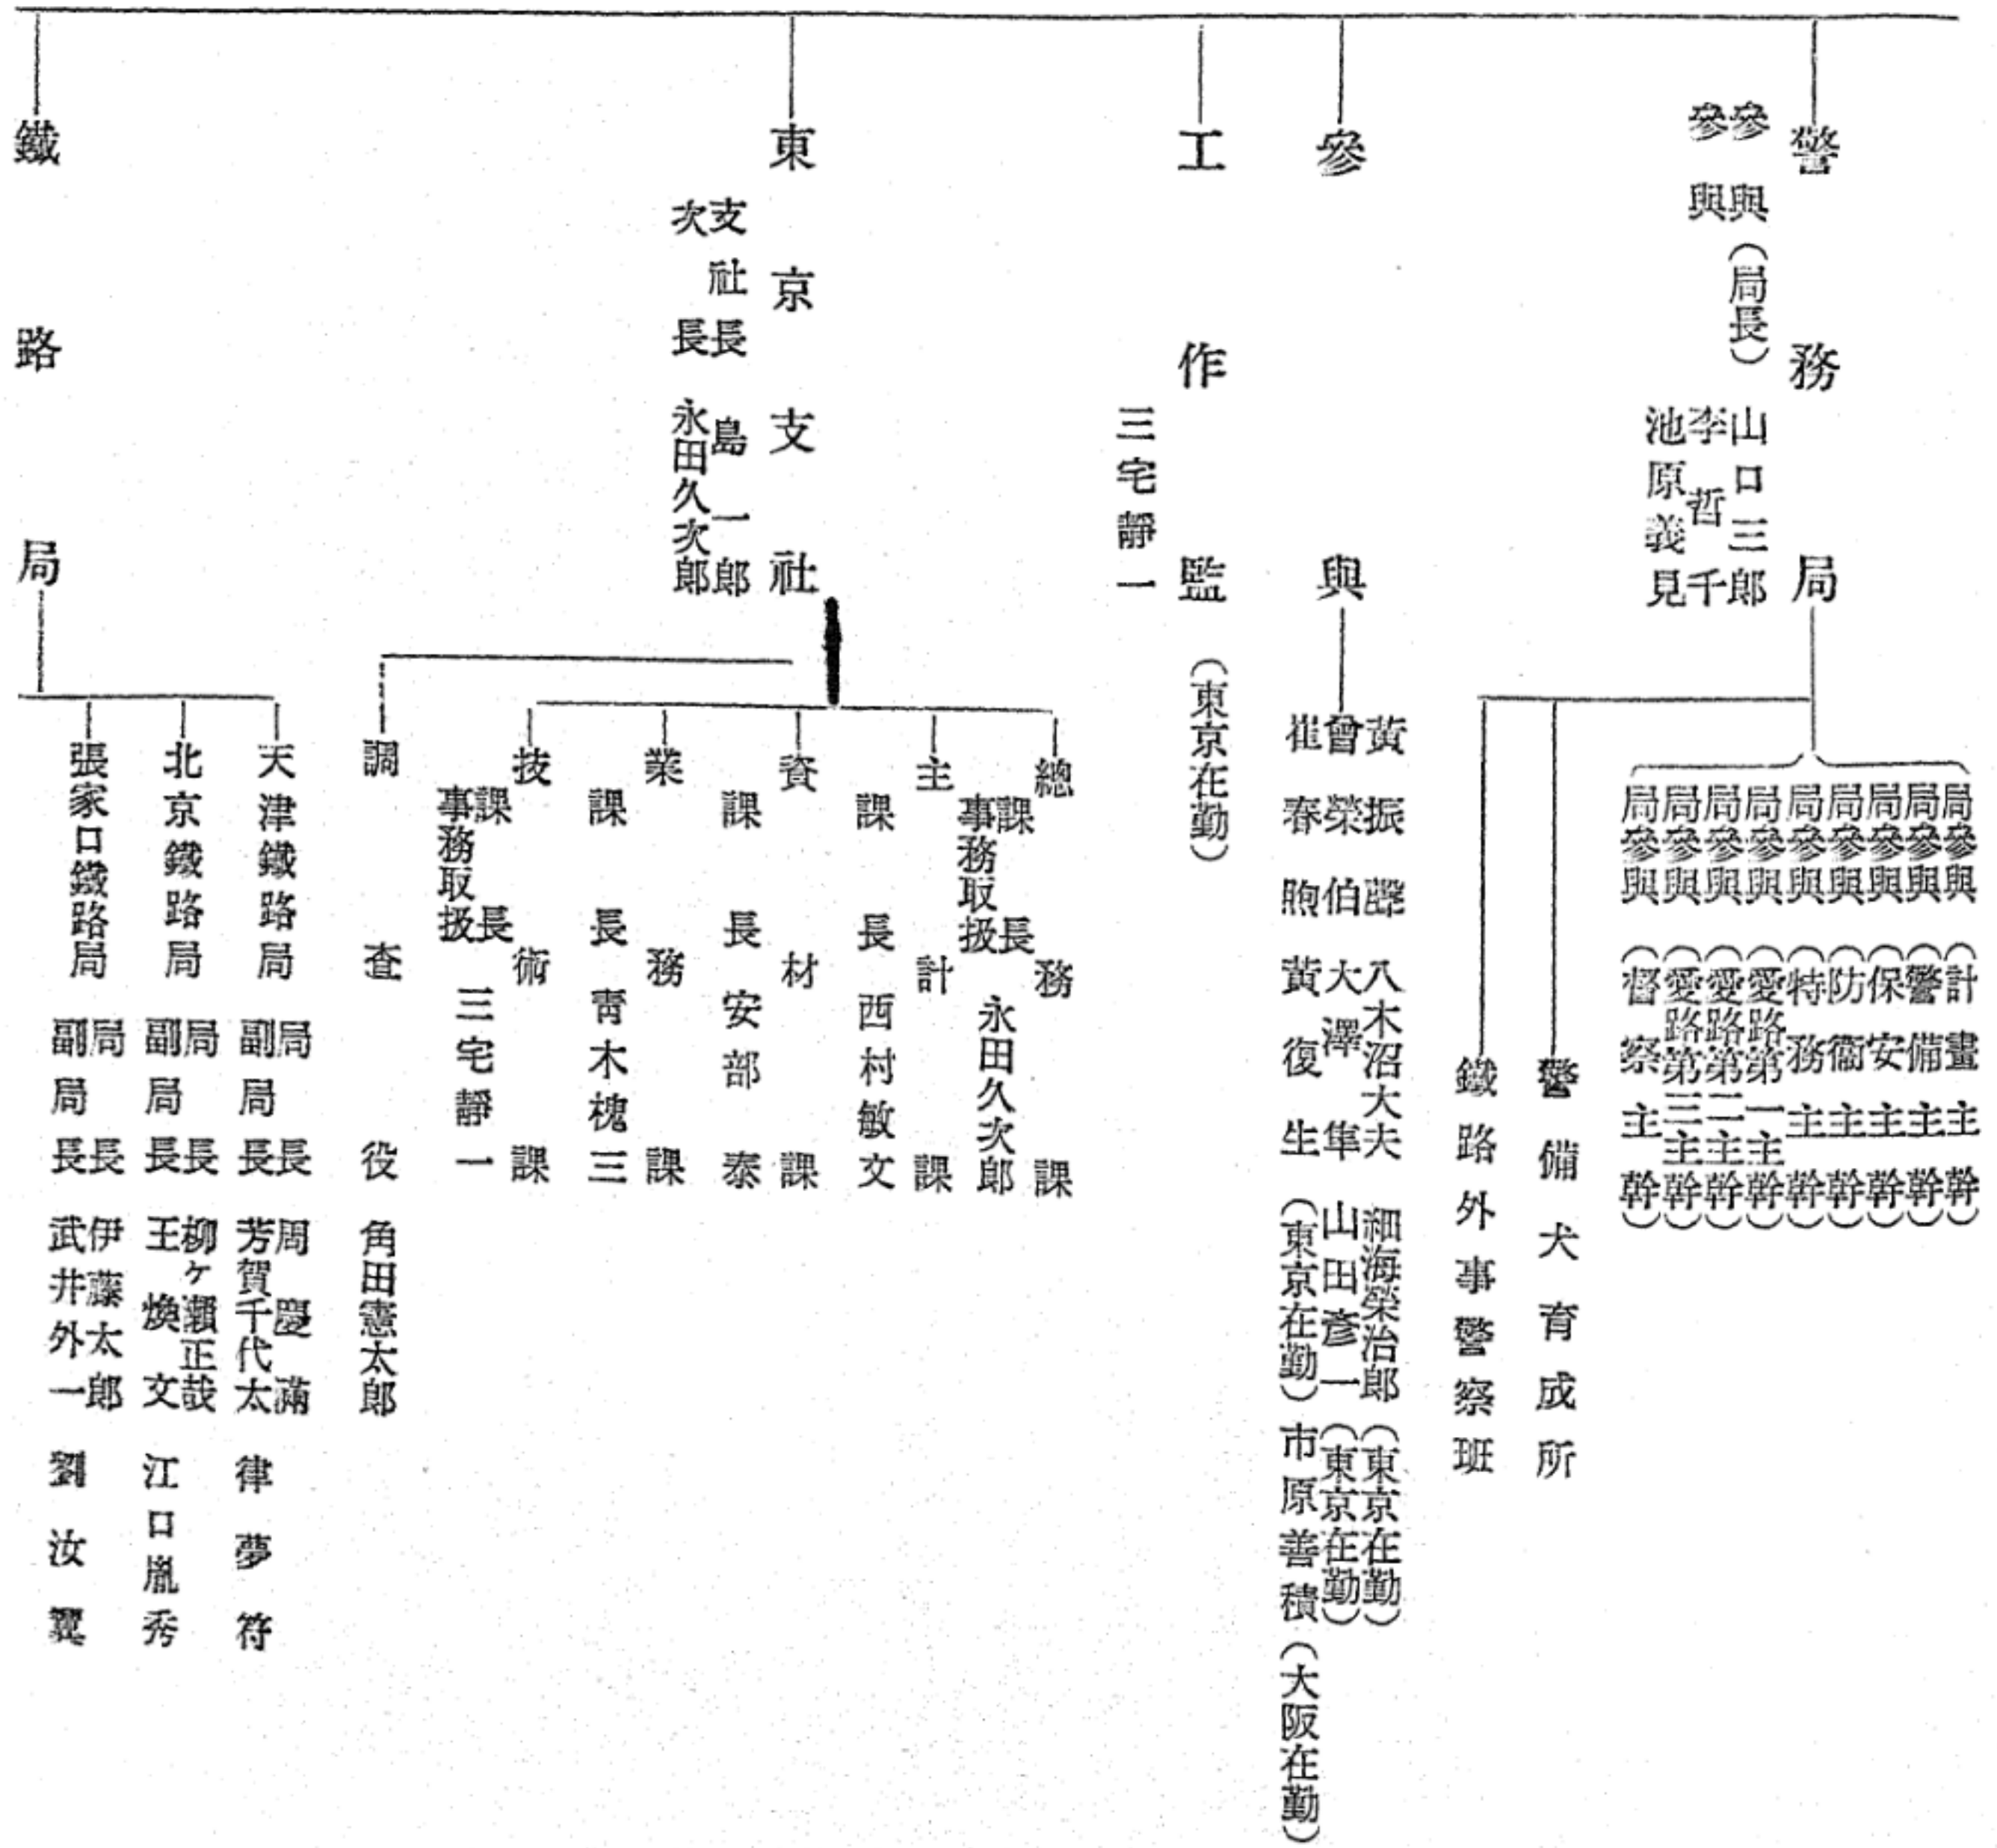 警務局
參與（局長）山口三郎
參與 李哲千
池原義見
局參與（計畫主幹）
局參與（警備主幹）
局參與（保安主幹）
局參與（防衞主幹）
局參與（特務主幹）
局參與（愛路第一主幹）
局參與（愛路第二主幹）
局參與（愛路第三主幹）
局參與（督察主幹）
警備犬育成所
鐵路外事警察班
參與
黃振聲 八木沼大夫 細海榮治郎（東京在勤）
曾榮伯 大澤隼 山田彥一（東京在勤）
崔春煦 黃復生（東京在勤） 市原善積（大阪在勤）
工作監（東京在勤）
三宅靜一
東京支社
支社長 島一郎
次長 永田久次郎
總務課
課長事務取扱 永田久次郎
主計課
課長 西村敏文
資材課
課長 安部泰
業務課
課長 靑木槐三
技術課
課長事務取扱 三宅靜一
調査役 角田憲太郎
鐵路局
天津鐵路局
局長 周慶滿
副局長 芳賀千代太 律夢符
北京鐵路局
局長 柳ヶ瀨正哉
副局長 王煥文 江口胤秀
張家口鐵路局
局長 伊藤太郎
副局長 武井外一 劉汝翼